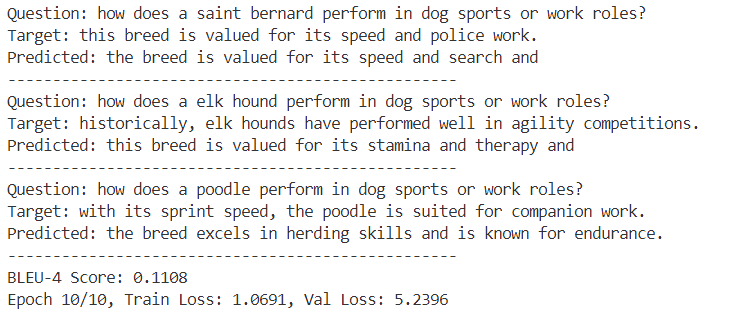 Question: how does a saint bernard perform in dog sports or work roles?
Target: this breed is valued for its speed and police work.
Predicted: the breed is valued for its speed and search and
--------------------------------------------------
Question: how does a elk hound perform in dog sports or work roles?
Target: historically, elk hounds have performed well in agility competitions.
Predicted: this breed is valued for its stamina and therapy and
--------------------------------------------------
Question: how does a poodle perform in dog sports or work roles?
Target: with its sprint speed, the poodle is suited for companion work.
Predicted: the breed excels in herding skills and is known for endurance.
--------------------------------------------------
BLEU-4 Score: 0.1108
Epoch 10/10, Train Loss: 1.0691, Val Loss: 5.2396